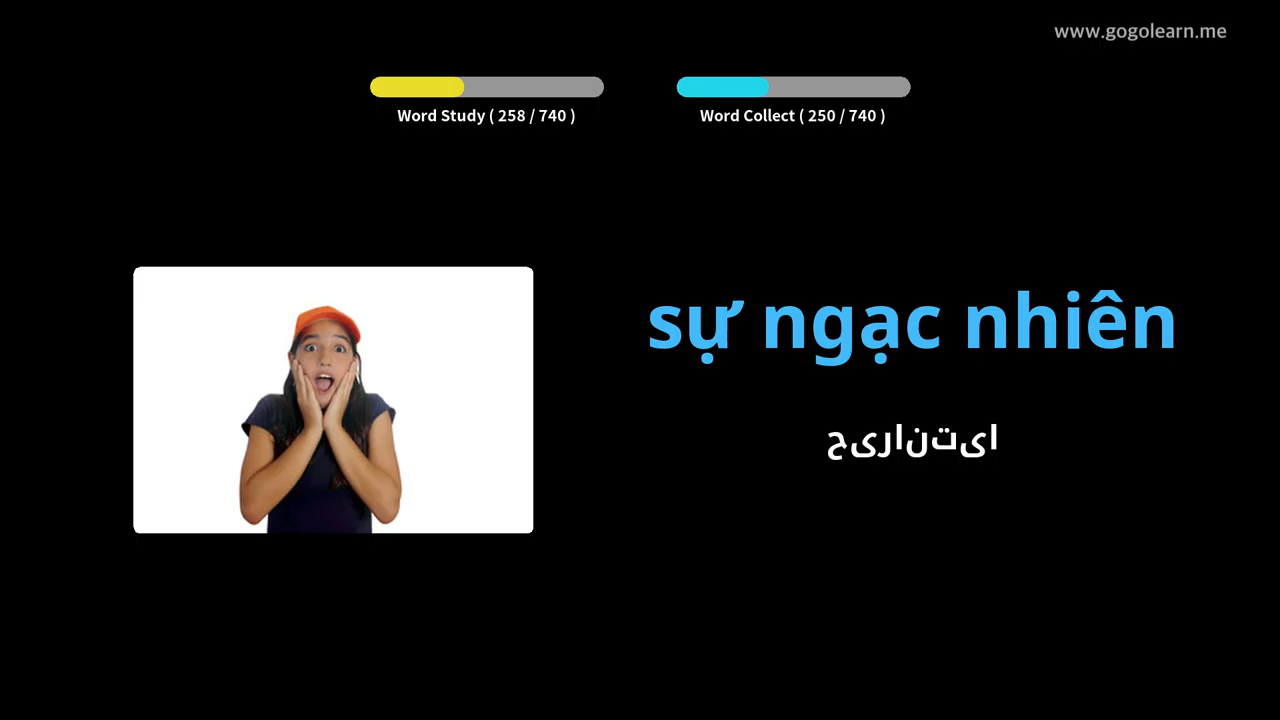 www.gogolearn.me
Word Study ( 258 / 740 )
Word Collect ( 250 / 740 )
sự ngạc nhiên
حیرانتیا